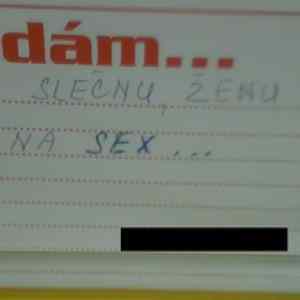 dám...
SLEČNU, ŽENU
NA SEX...